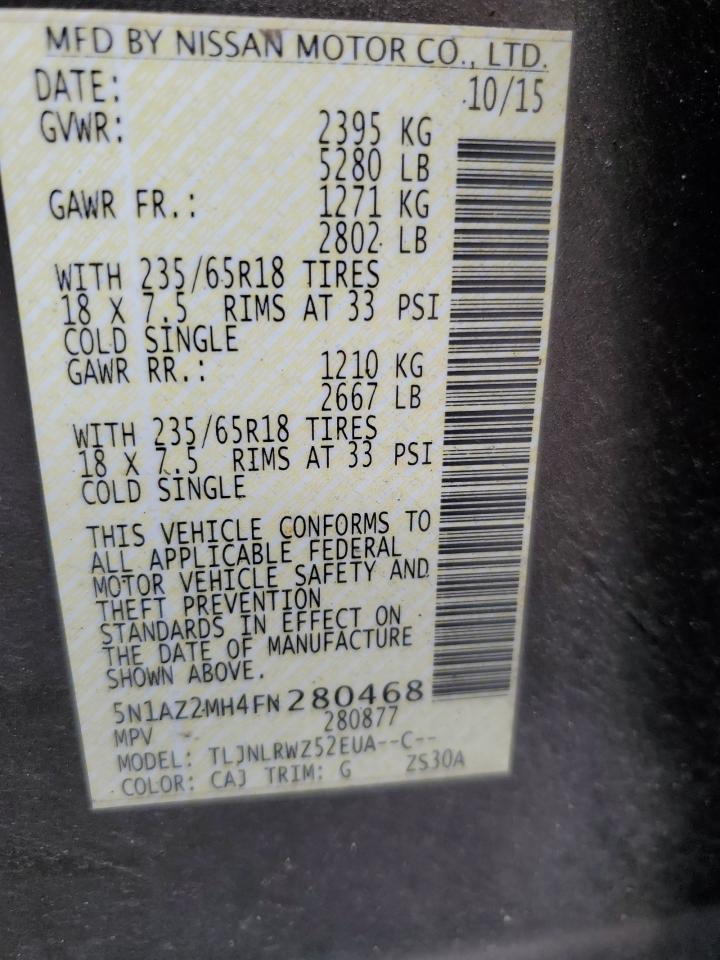 MFD BY NISSAN MOTOR CO., LTD.
DATE: 10/15
GVWR: 2395 KG
5280 LB
GAWR FR.: 1271 KG
2802 LB
WITH 235/65R18 TIRES
18 X 7.5 RIMS AT 33 PSI
COLD SINGLE
GAWR RR.: 1210 KG
2667 LB
WITH 235/65R18 TIRES
18 X 7.5 RIMS AT 33 PSI
COLD SINGLE
THIS VEHICLE CONFORMS TO
ALL APPLICABLE FEDERAL
MOTOR VEHICLE SAFETY AND
THEFT PREVENTION
STANDARDS IN EFFECT ON
THE DATE OF MANUFACTURE
SHOWN ABOVE.
5N1AZ2MH4FN280468
280877
MPV
MODEL: TLJNLRWZ52EUA--C--
COLOR: CAJ TRIM: G ZS30A